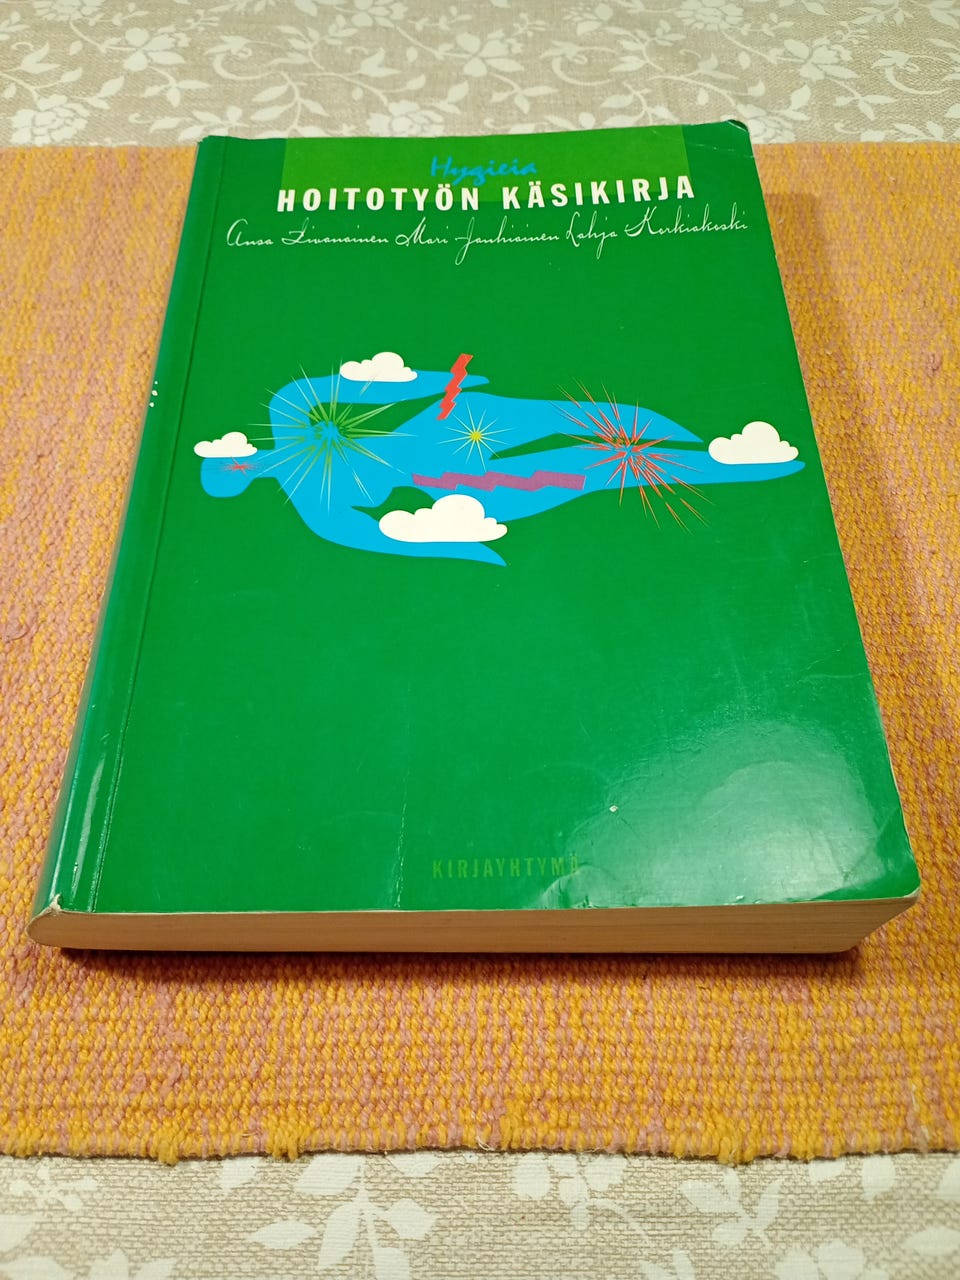 Hygieia
HOITOTYÖN KÄSIKIRJA
Ansa Iivanainen Mari Jauhiainen Lahja Korkiakoski
KIRJAYHTYMÄ